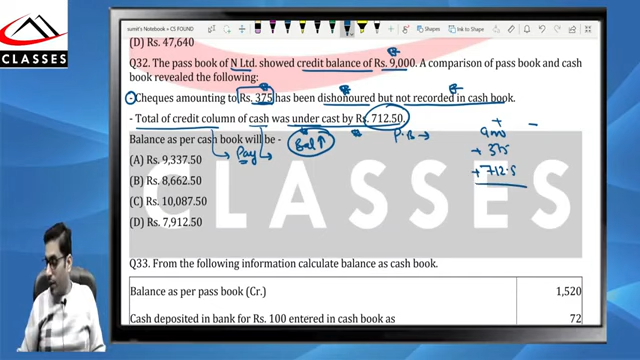 sumit's Notebook » CS FOUND
Shapes
Ink to Shape
CLASSES
(D) Rs. 47,640
Q32. The pass book of N Ltd. showed credit balance of Rs. 9,000. A comparison of pass book and cash
book revealed the following:
- Cheques amounting to Rs. 375 has been dishonoured but not recorded in cash book.
- Total of credit column of cash was under cast by Rs. 712.50.
Balance as per cash book will be -
Pay
Bal ↑
P.B →
+ -
9000
+ 375
+ 712.5
(A) Rs. 9,337.50
(B) Rs. 8,662.50
(C) Rs. 10,087.50
(D) Rs. 7,912.50
CLASSES
Q33. From the following information calculate balance as cash book.
Balance as per pass book (Cr.) 1,520
Cash deposited in bank for Rs. 100 entered in cash book as 72